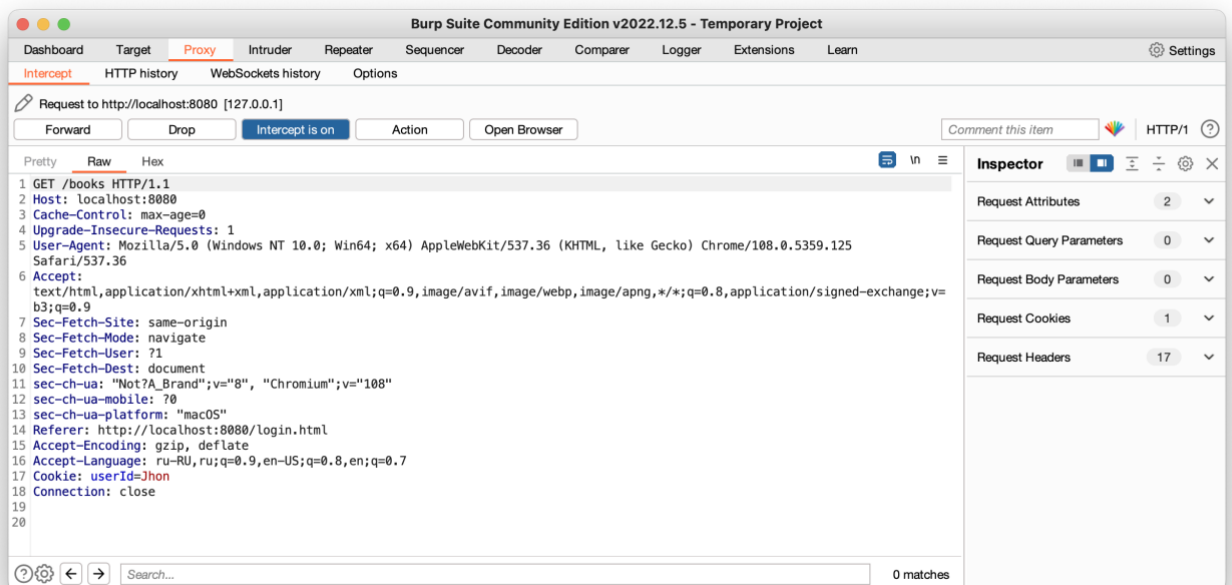 Burp Suite Community Edition v2022.12.5 - Temporary Project
Dashboard Target Proxy Intruder Repeater Sequencer Decoder Comparer Logger Extensions Learn Settings
Intercept HTTP history WebSockets history Options
Request to http://localhost:8080 [127.0.0.1]
Forward Drop Intercept is on Action Open Browser Comment this item HTTP/1 ?
Pretty Raw Hex \n
Inspector
1 GET /books HTTP/1.1
2 Host: localhost:8080
3 Cache-Control: max-age=0
4 Upgrade-Insecure-Requests: 1
5 User-Agent: Mozilla/5.0 (Windows NT 10.0; Win64; x64) AppleWebKit/537.36 (KHTML, like Gecko) Chrome/108.0.5359.125
Safari/537.36
6 Accept:
text/html,application/xhtml+xml,application/xml;q=0.9,image/avif,image/webp,image/apng,*/*;q=0.8,application/signed-exchange;v=
b3;q=0.9
7 Sec-Fetch-Site: same-origin
8 Sec-Fetch-Mode: navigate
9 Sec-Fetch-User: ?1
10 Sec-Fetch-Dest: document
11 sec-ch-ua: "Not?A_Brand";v="8", "Chromium";v="108"
12 sec-ch-ua-mobile: ?0
13 sec-ch-ua-platform: "macOS"
14 Referer: http://localhost:8080/login.html
15 Accept-Encoding: gzip, deflate
16 Accept-Language: ru-RU,ru;q=0.9,en-US;q=0.8,en;q=0.7
17 Cookie: userId=Jhon
18 Connection: close
19
20
Request Attributes 2
Request Query Parameters 0
Request Body Parameters 0
Request Cookies 1
Request Headers 17
? Search... 0 matches